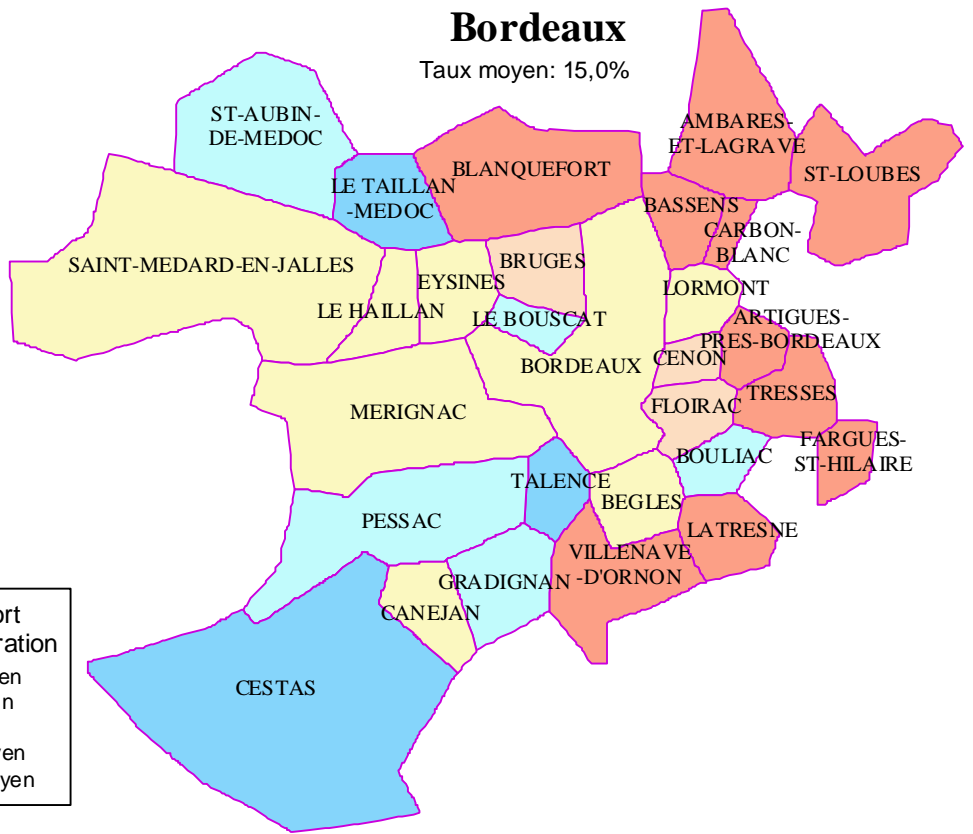 Bordeaux
Taux moyen: 15,0%
ST-AUBIN-
DE-MEDOC
AMBARES-
ET-LAGRAVE
LE TAILLAN
-MEDOC
BLANQUEFORT
ST-LOUBES
BASSENS
CARBON-
BLANC
SAINT-MEDARD-EN-JALLES
EYSINES
BRUGES
LORMONT
LE HAILLAN
LE BOUSCAT
ARTIGUES-
PRES-BORDEAUX
BORDEAUX
CENON
MERIGNAC
FLOIRAC
TRESSES
FARGUES-
ST-HILAIRE
BOULIAC
TALENCE
BEGLES
PESSAC
LATRESNE
VILLENAVE
-D'ORNON
GRADIGNAN
CANEJAN
CESTAS